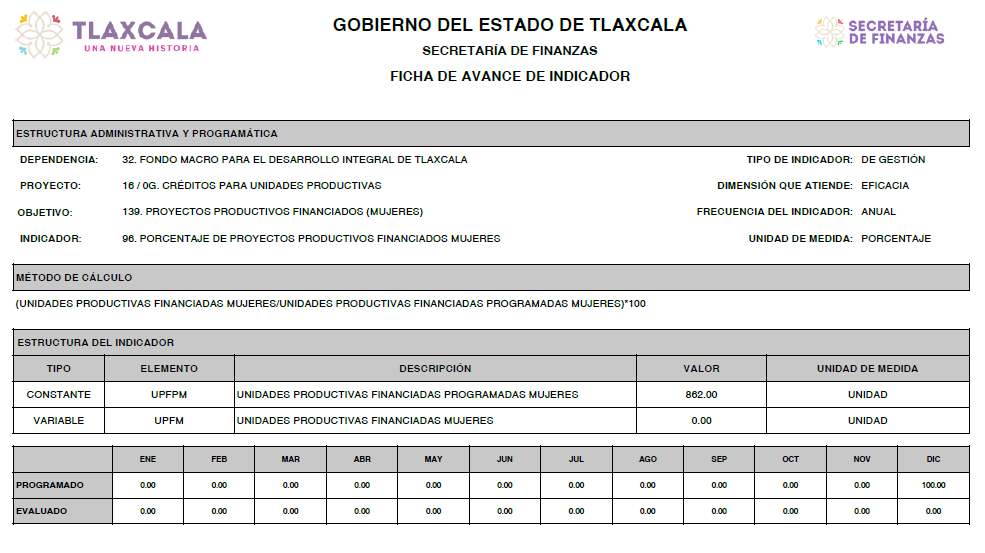 TLAXCALA
UNA NUEVA HISTORIA
GOBIERNO DEL ESTADO DE TLAXCALA
SECRETARÍA DE FINANZAS
FICHA DE AVANCE DE INDICADOR
SECRETARÍA
DE FINANZAS
ESTRUCTURA ADMINISTRATIVA Y PROGRAMÁTICA
DEPENDENCIA: 32. FONDO MACRO PARA EL DESARROLLO INTEGRAL DE TLAXCALA TIPO DE INDICADOR: DE GESTIÓN
PROYECTO: 16 / 0G. CRÉDITOS PARA UNIDADES PRODUCTIVAS DIMENSIÓN QUE ATIENDE: EFICACIA
OBJETIVO: 139. PROYECTOS PRODUCTIVOS FINANCIADOS (MUJERES) FRECUENCIA DEL INDICADOR: ANUAL
INDICADOR: 96. PORCENTAJE DE PROYECTOS PRODUCTIVOS FINANCIADOS MUJERES UNIDAD DE MEDIDA: PORCENTAJE
MÉTODO DE CÁLCULO
(UNIDADES PRODUCTIVAS FINANCIADAS MUJERES/UNIDADES PRODUCTIVAS FINANCIADAS PROGRAMADAS MUJERES)*100
ESTRUCTURA DEL INDICADOR
TIPO ELEMENTO DESCRIPCIÓN VALOR UNIDAD DE MEDIDA
CONSTANTE UPFPM UNIDADES PRODUCTIVAS FINANCIADAS PROGRAMADAS MUJERES 862.00 UNIDAD
VARIABLE UPFM UNIDADES PRODUCTIVAS FINANCIADAS MUJERES 0.00 UNIDAD
ENE FEB MAR ABR MAY JUN JUL AGO SEP OCT NOV DIC
PROGRAMADO 0.00 0.00 0.00 0.00 0.00 0.00 0.00 0.00 0.00 0.00 0.00 100.00
EVALUADO 0.00 0.00 0.00 0.00 0.00 0.00 0.00 0.00 0.00 0.00 0.00 0.00